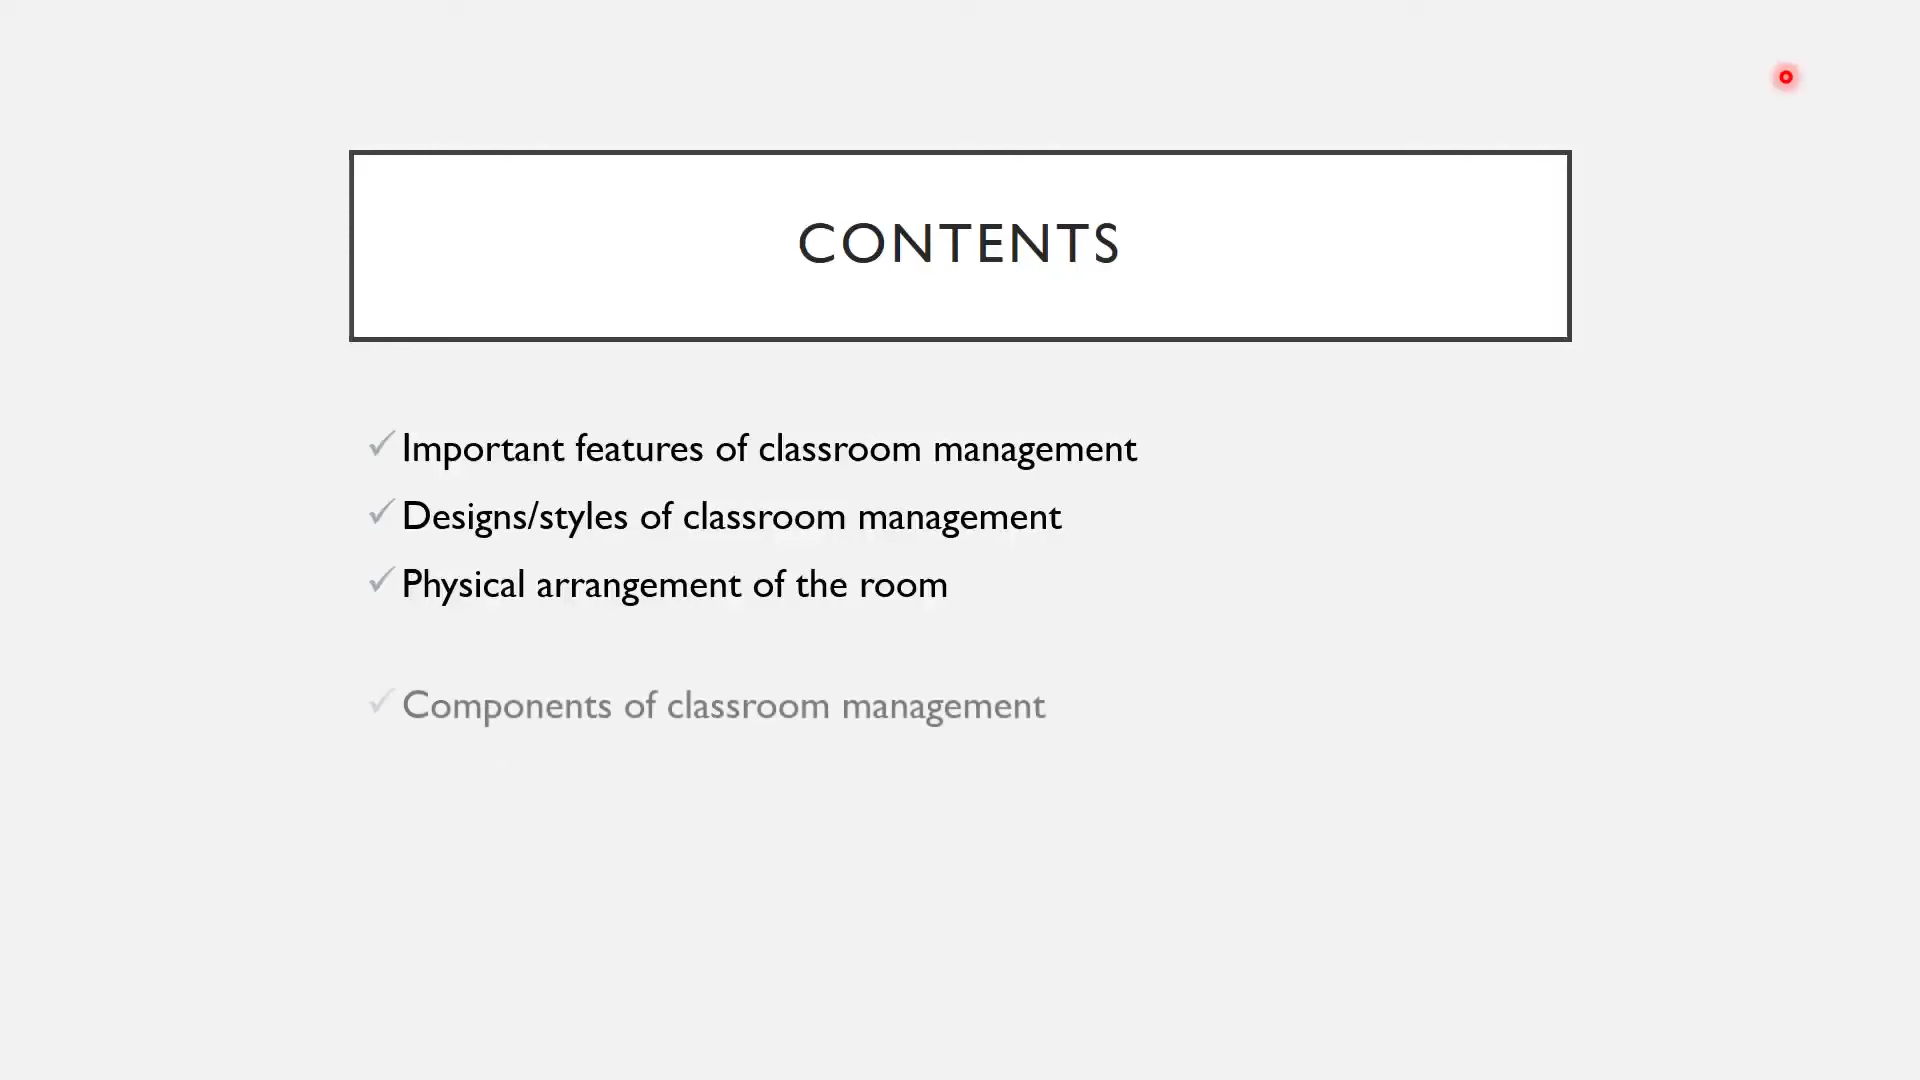 CONTENTS
Important features of classroom management
Designs/styles of classroom management
Physical arrangement of the room
Components of classroom management